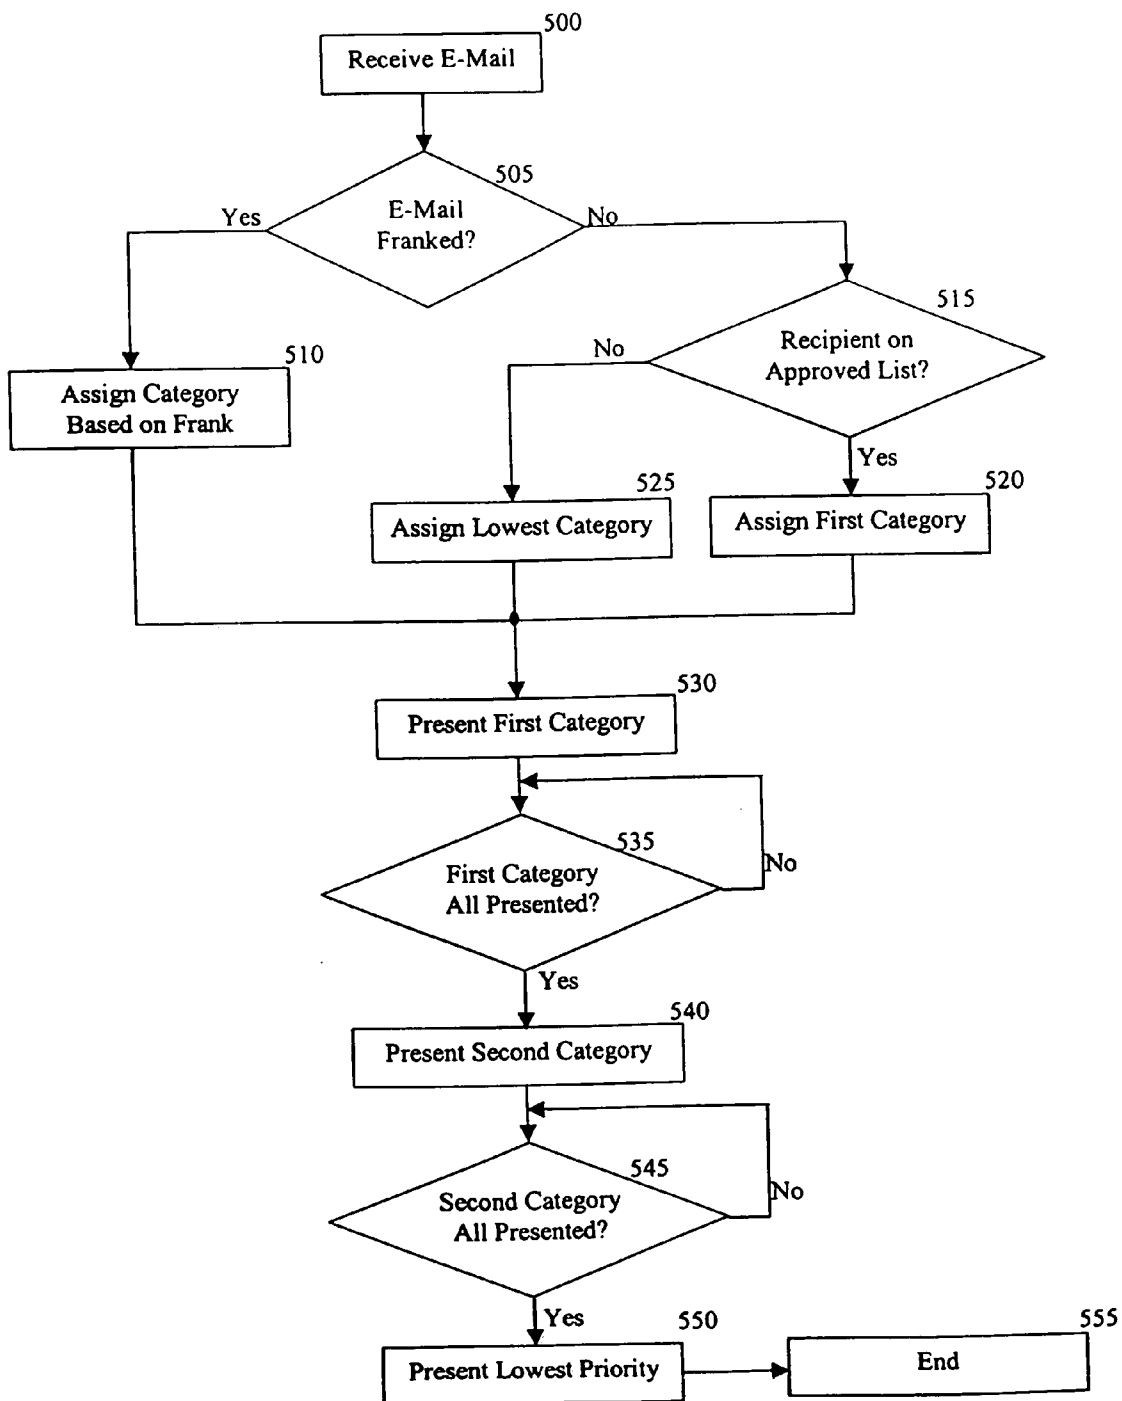 500
Receive E-Mail
505
E-Mail
Franked?
Yes
No
515
Recipient on
Approved List?
No
Yes
510
Assign Category
Based on Frank
525
Assign Lowest Category
520
Assign First Category
530
Present First Category
535
First Category
All Presented?
No
Yes
540
Present Second Category
545
Second Category
All Presented?
No
Yes
550
Present Lowest Priority
555
End